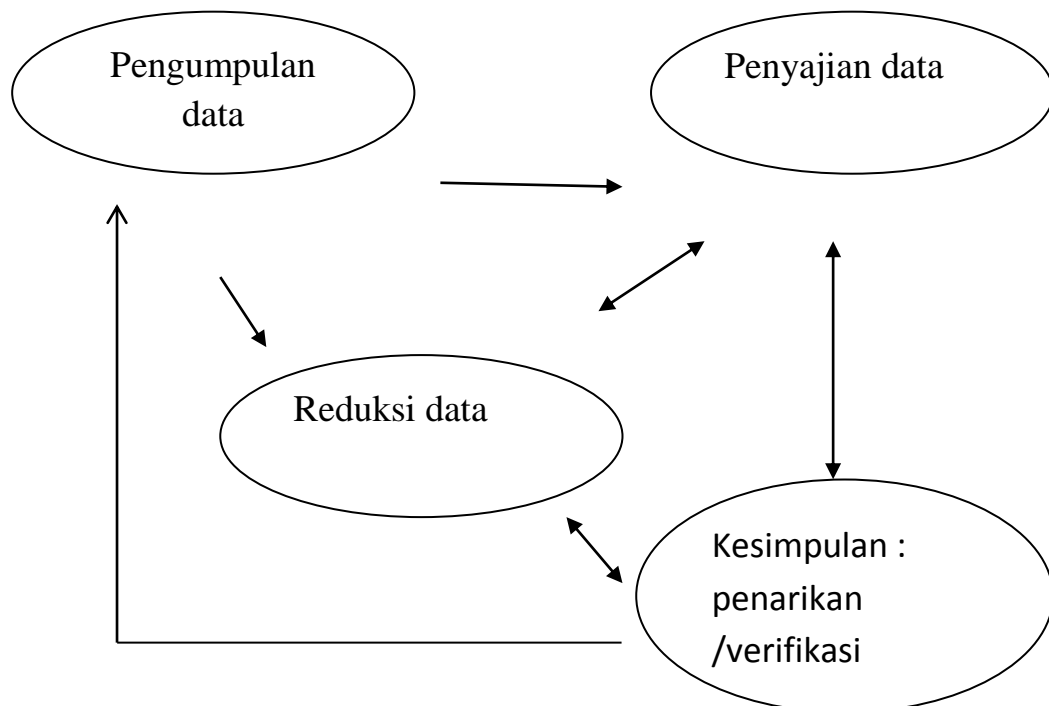 Pengumpulan
data
Penyajian data
Reduksi data
Kesimpulan :
penarikan
/verifikasi